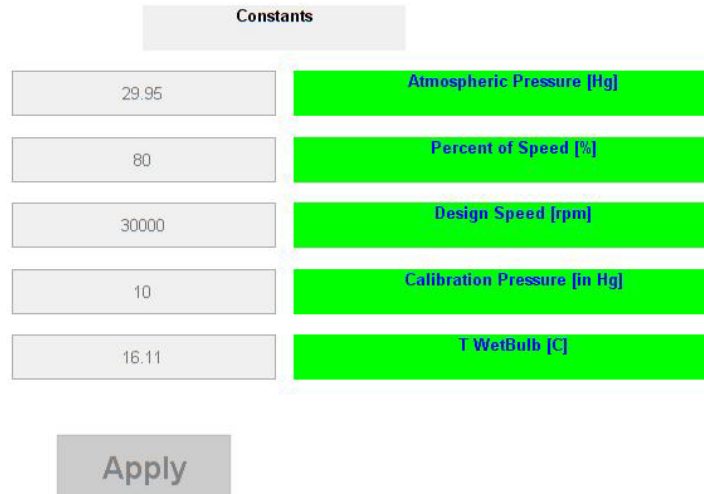 Constants
29.95 Atmospheric Pressure [Hg]
80 Percent of Speed [%]
30000 Design Speed [rpm]
10 Calibration Pressure [in Hg]
16.11 T WetBulb [C]
Apply